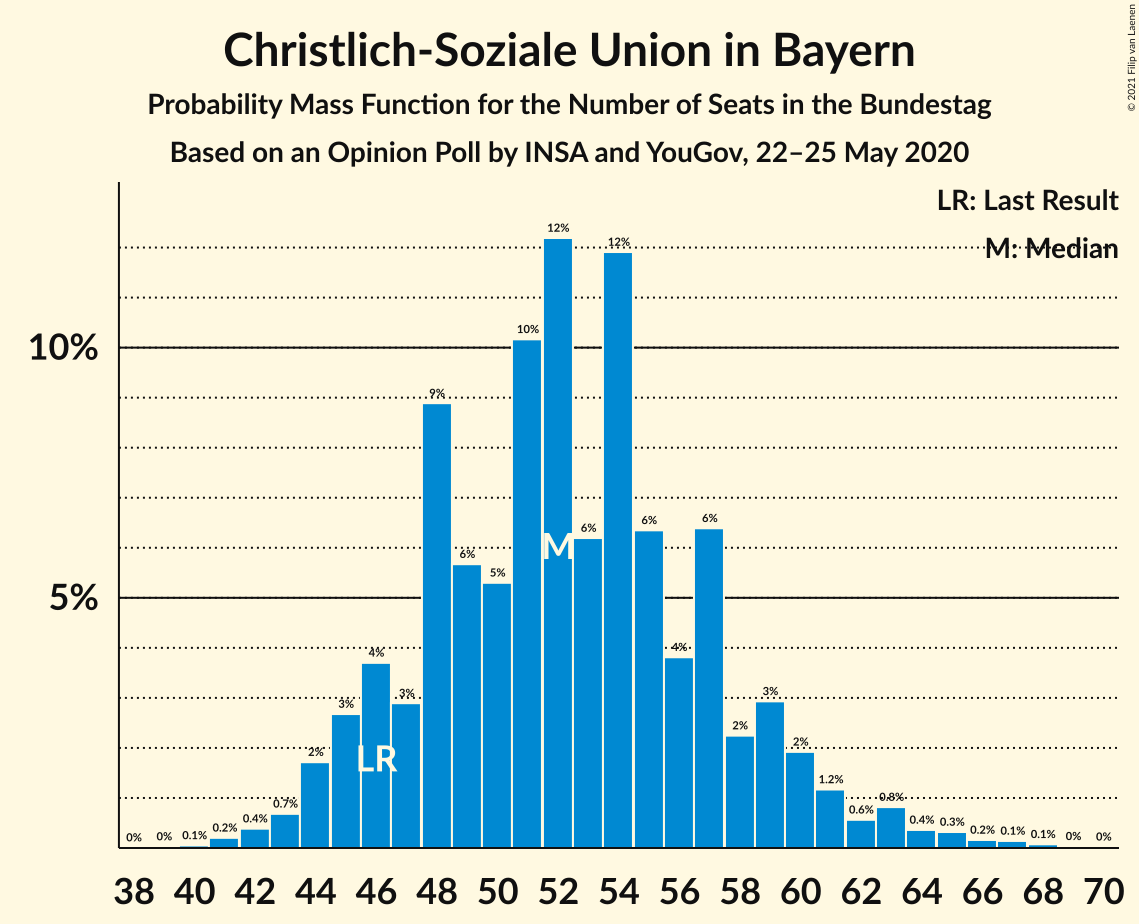 Christlich-Soziale Union in Bayern
Probability Mass Function for the Number of Seats in the Bundestag
Based on an Opinion Poll by INSA and YouGov, 22–25 May 2020
© 2021 Filip van Laenen
LR: Last Result
M: Median
10%
5%
0% 0% 0.1% 0.2% 0.4% 0.7% 2% 3% 4% 3% 9% 6% 5% 10% 12% 6% 12% 6% 4% 6% 2% 3% 2% 1.2% 0.6% 0.8% 0.4% 0.3% 0.2% 0.1% 0.1% 0% 0%
M
LR
38 40 42 44 46 48 50 52 54 56 58 60 62 64 66 68 70